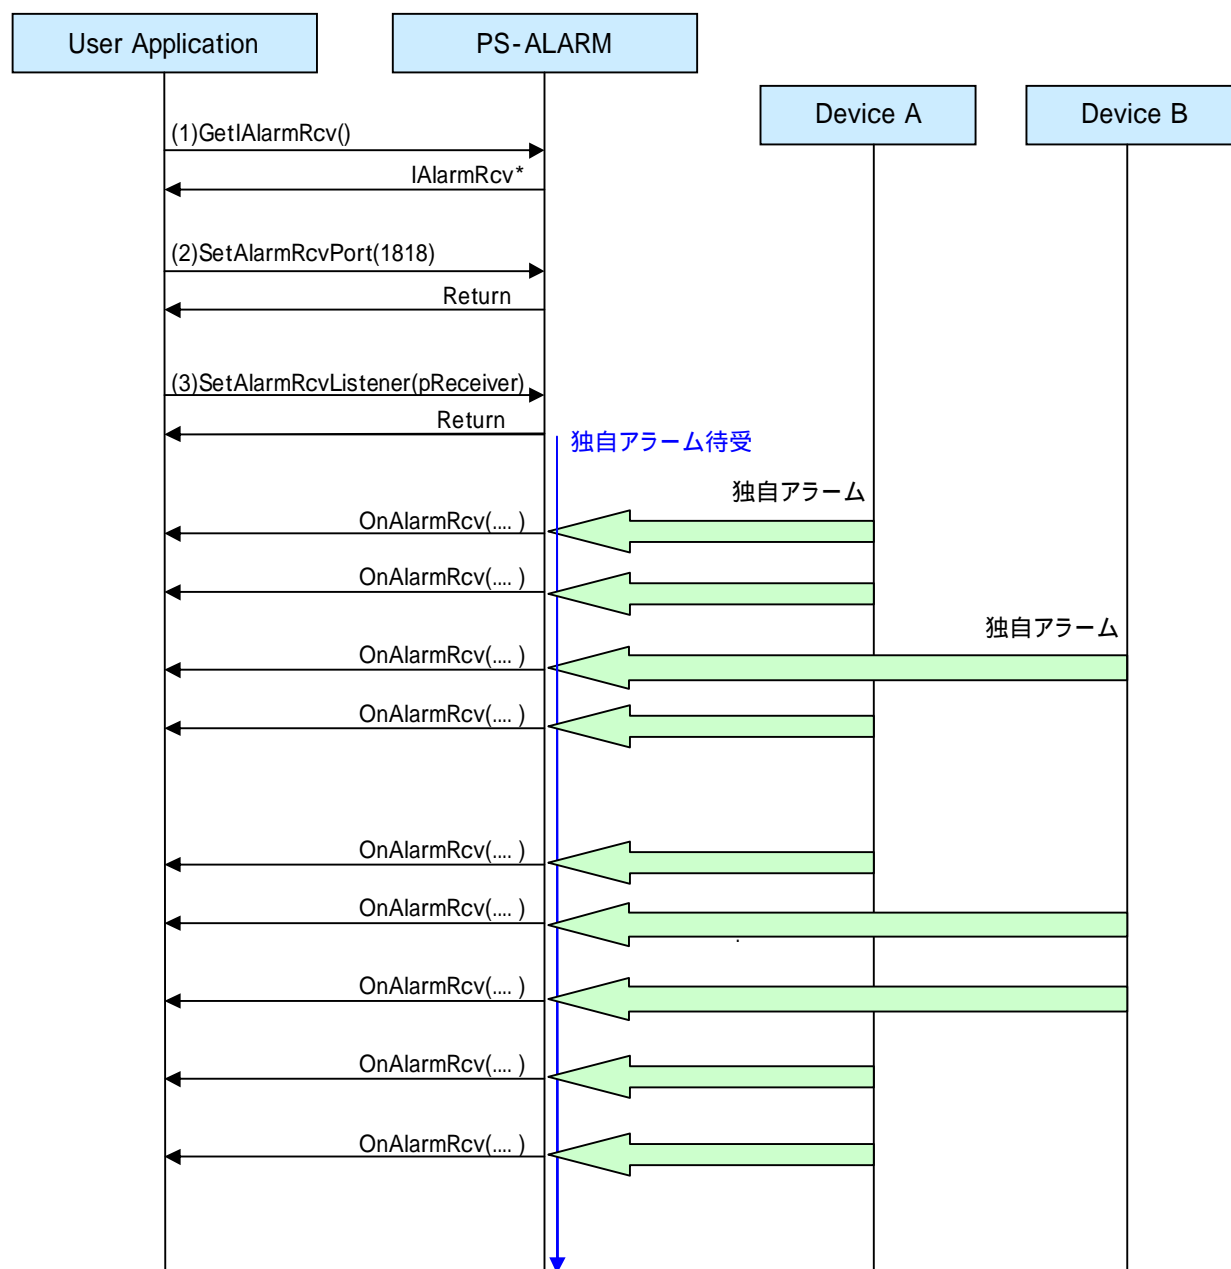 User Application
PS-ALARM
Device A
Device B
(1)GetIAlarmRcv()
IAlarmRcv*
(2)SetAlarmRcvPort(1818)
Return
(3)SetAlarmRcvListener(pReceiver)
Return
独自アラーム待受
独自アラーム
OnAlarmRcv(.... )
OnAlarmRcv(.... )
独自アラーム
OnAlarmRcv(.... )
OnAlarmRcv(.... )
OnAlarmRcv(.... )
OnAlarmRcv(.... )
OnAlarmRcv(.... )
OnAlarmRcv(.... )
OnAlarmRcv(.... )